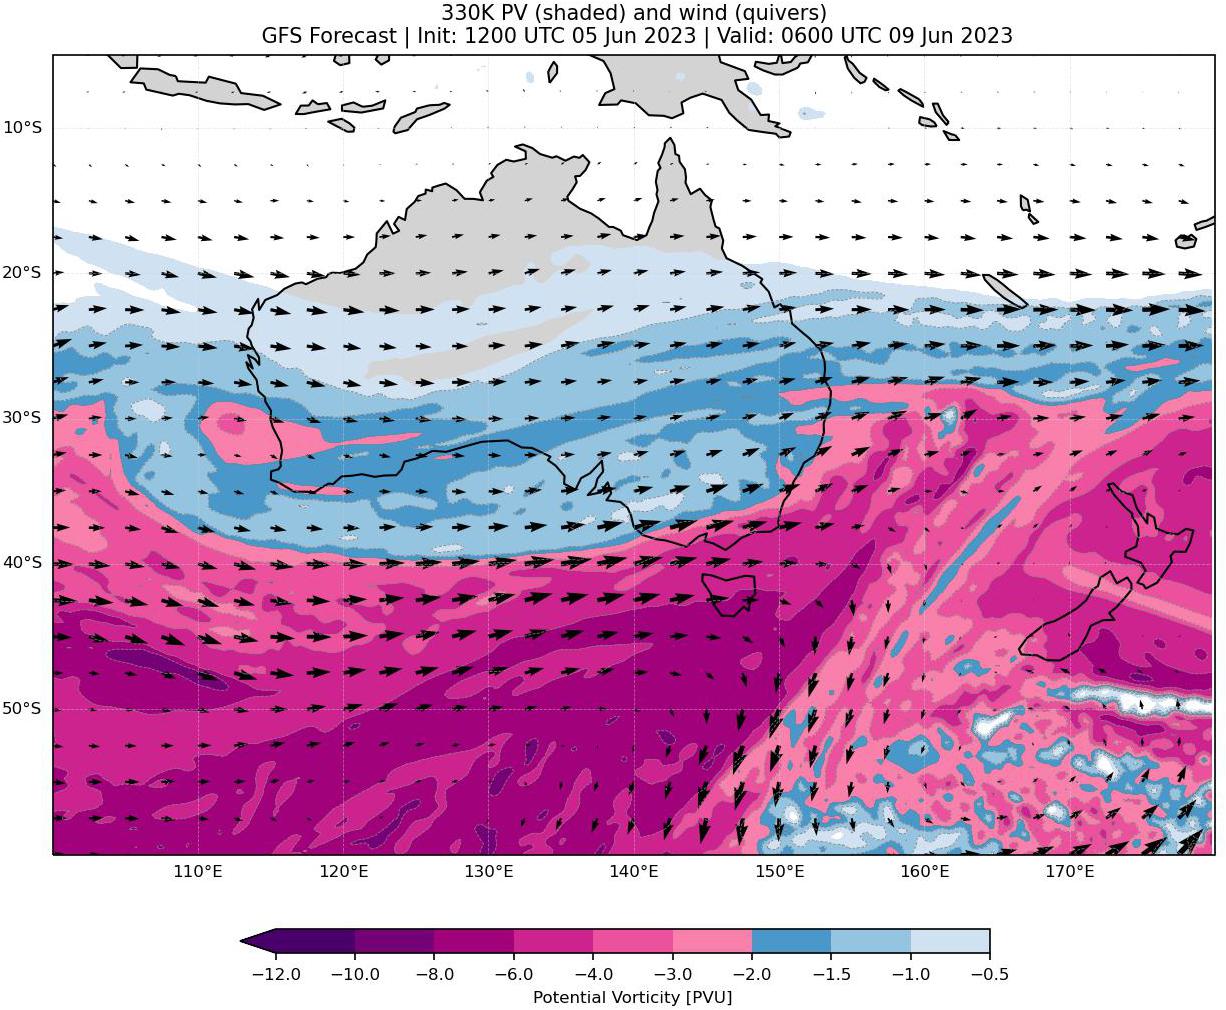 330K PV (shaded) and wind (quivers)
GFS Forecast | Init: 1200 UTC 05 Jun 2023 | Valid: 0600 UTC 09 Jun 2023
10°S
20°S
30°S
40°S
50°S
110°E 120°E 130°E 140°E 150°E 160°E 170°E
−12.0 −10.0 −8.0 −6.0 −4.0 −3.0 −2.0 −1.5 −1.0 −0.5
Potential Vorticity [PVU]